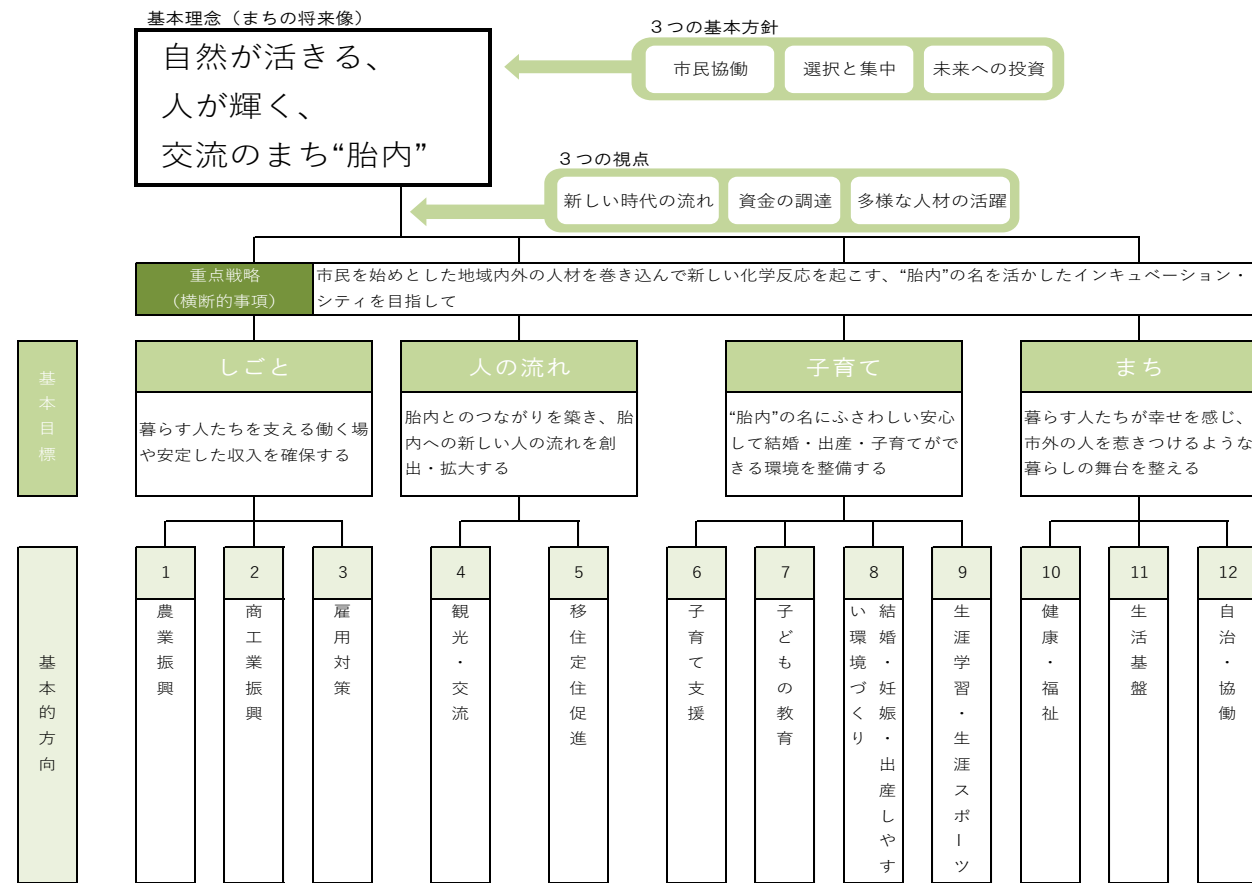 基本理念（まちの将来像）
自然が活きる、
人が輝く、
交流のまち“胎内”
３つの基本方針
市民協働
選択と集中
未来への投資
３つの視点
新しい時代の流れ
資金の調達
多様な人材の活躍
重点戦略
（横断的事項）
市民を始めとした地域内外の人材を巻き込んで新しい化学反応を起こす、“胎内”の名を活かしたインキュベーション・
シティを目指して
基本目標
しごと
暮らす人たちを支える働く場
や安定した収入を確保する
人の流れ
胎内とのつながりを築き、胎
内への新しい人の流れを創
出・拡大する
子育て
“胎内”の名にふさわしい安心
して結婚・出産・子育てがで
きる環境を整備する
まち
暮らす人たちが幸せを感じ、
市外の人を惹きつけるような
暮らしの舞台を整える
基本的方向
1
農業振興
2
商工業振興
3
雇用対策
4
観光・交流
5
移住定住促進
6
子育て支援
7
子どもの教育
8
結婚・妊娠・出産しやす
い環境づくり
9
生涯学習・生涯スポーツ
10
健康・福祉
11
生活基盤
12
自治・協働